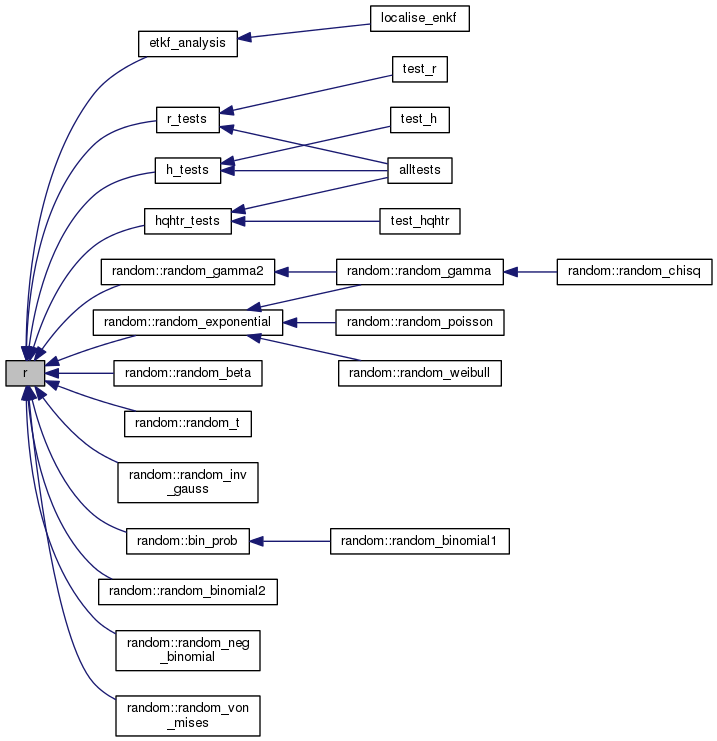 localise_enkf
etkf_analysis
test_r
r_tests
test_h
h_tests
alltests
hqhtr_tests
test_hqhtr
random::random_gamma2
random::random_gamma
random::random_chisq
random::random_exponential
random::random_poisson
r
random::random_beta
random::random_weibull
random::random_t
random::random_inv
_gauss
random::bin_prob
random::random_binomial1
random::random_binomial2
random::random_neg
_binomial
random::random_von
_mises